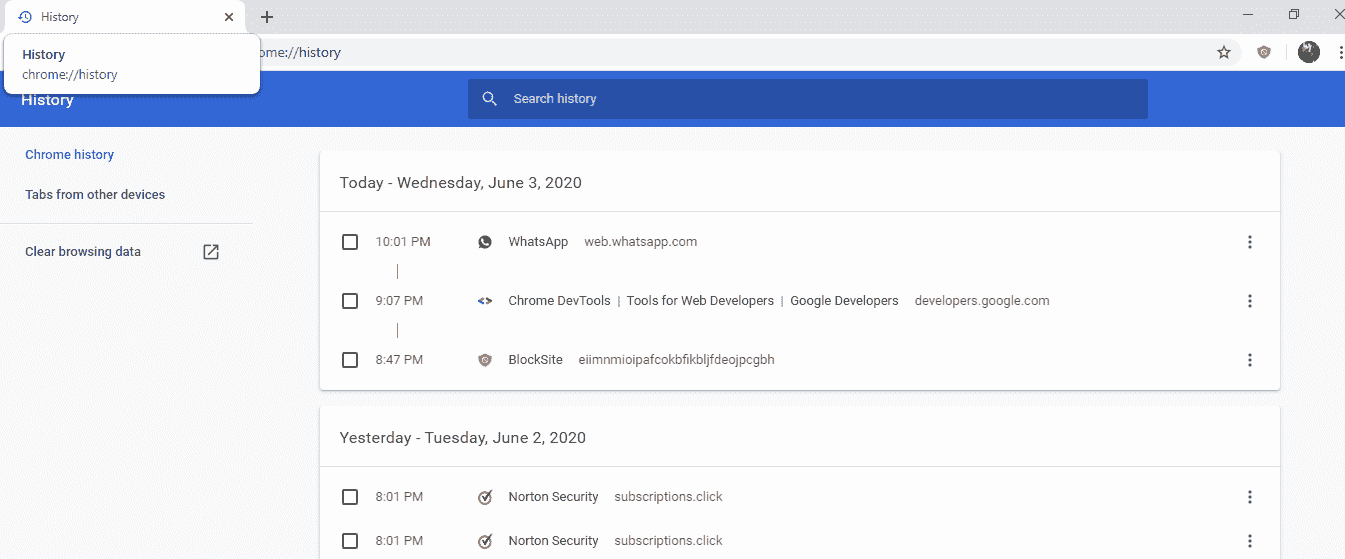 History
History
chrome://history
ome://history
History
Search history
Chrome history
Tabs from other devices
Clear browsing data
Today - Wednesday, June 3, 2020
10:01 PM WhatsApp web.whatsapp.com
9:07 PM Chrome DevTools | Tools for Web Developers | Google Developers developers.google.com
8:47 PM BlockSite eiimnmioipafcokbfikbljfdeojpcgbh
Yesterday - Tuesday, June 2, 2020
8:01 PM Norton Security subscriptions.click
8:01 PM Norton Security subscriptions.click